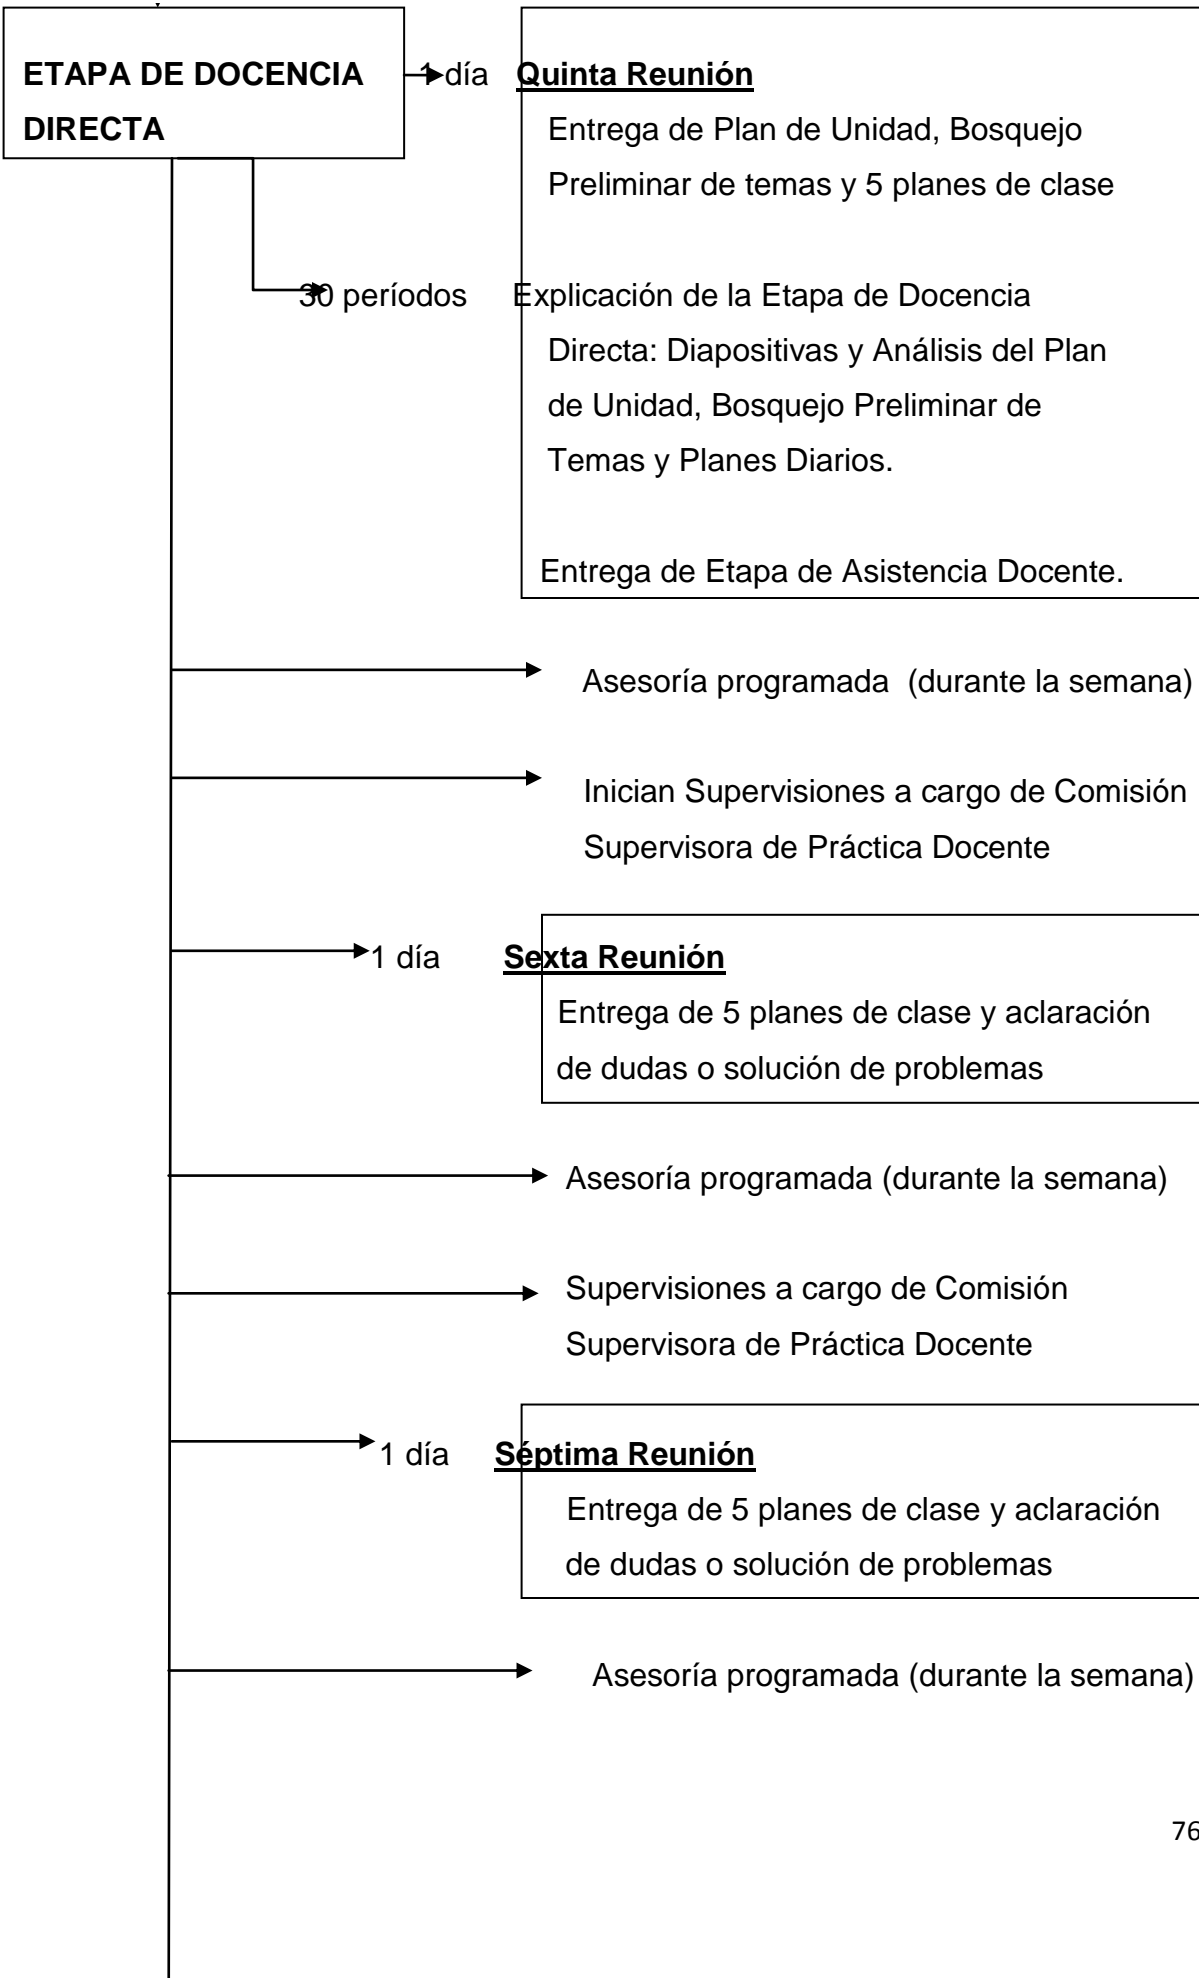 ETAPA DE DOCENCIA
DIRECTA
1 día
Quinta Reunión
Entrega de Plan de Unidad, Bosquejo
Preliminar de temas y 5 planes de clase
30 períodos
Explicación de la Etapa de Docencia
Directa: Diapositivas y Análisis del Plan
de Unidad, Bosquejo Preliminar de
Temas y Planes Diarios.
Entrega de Etapa de Asistencia Docente.
Asesoría programada  (durante la semana)
Inician Supervisiones a cargo de Comisión
Supervisora de Práctica Docente
1 día
Sexta Reunión
Entrega de 5 planes de clase y aclaración
de dudas o solución de problemas
Asesoría programada (durante la semana)
Supervisiones a cargo de Comisión
Supervisora de Práctica Docente
1 día
Séptima Reunión
Entrega de 5 planes de clase y aclaración
de dudas o solución de problemas
Asesoría programada (durante la semana)
76